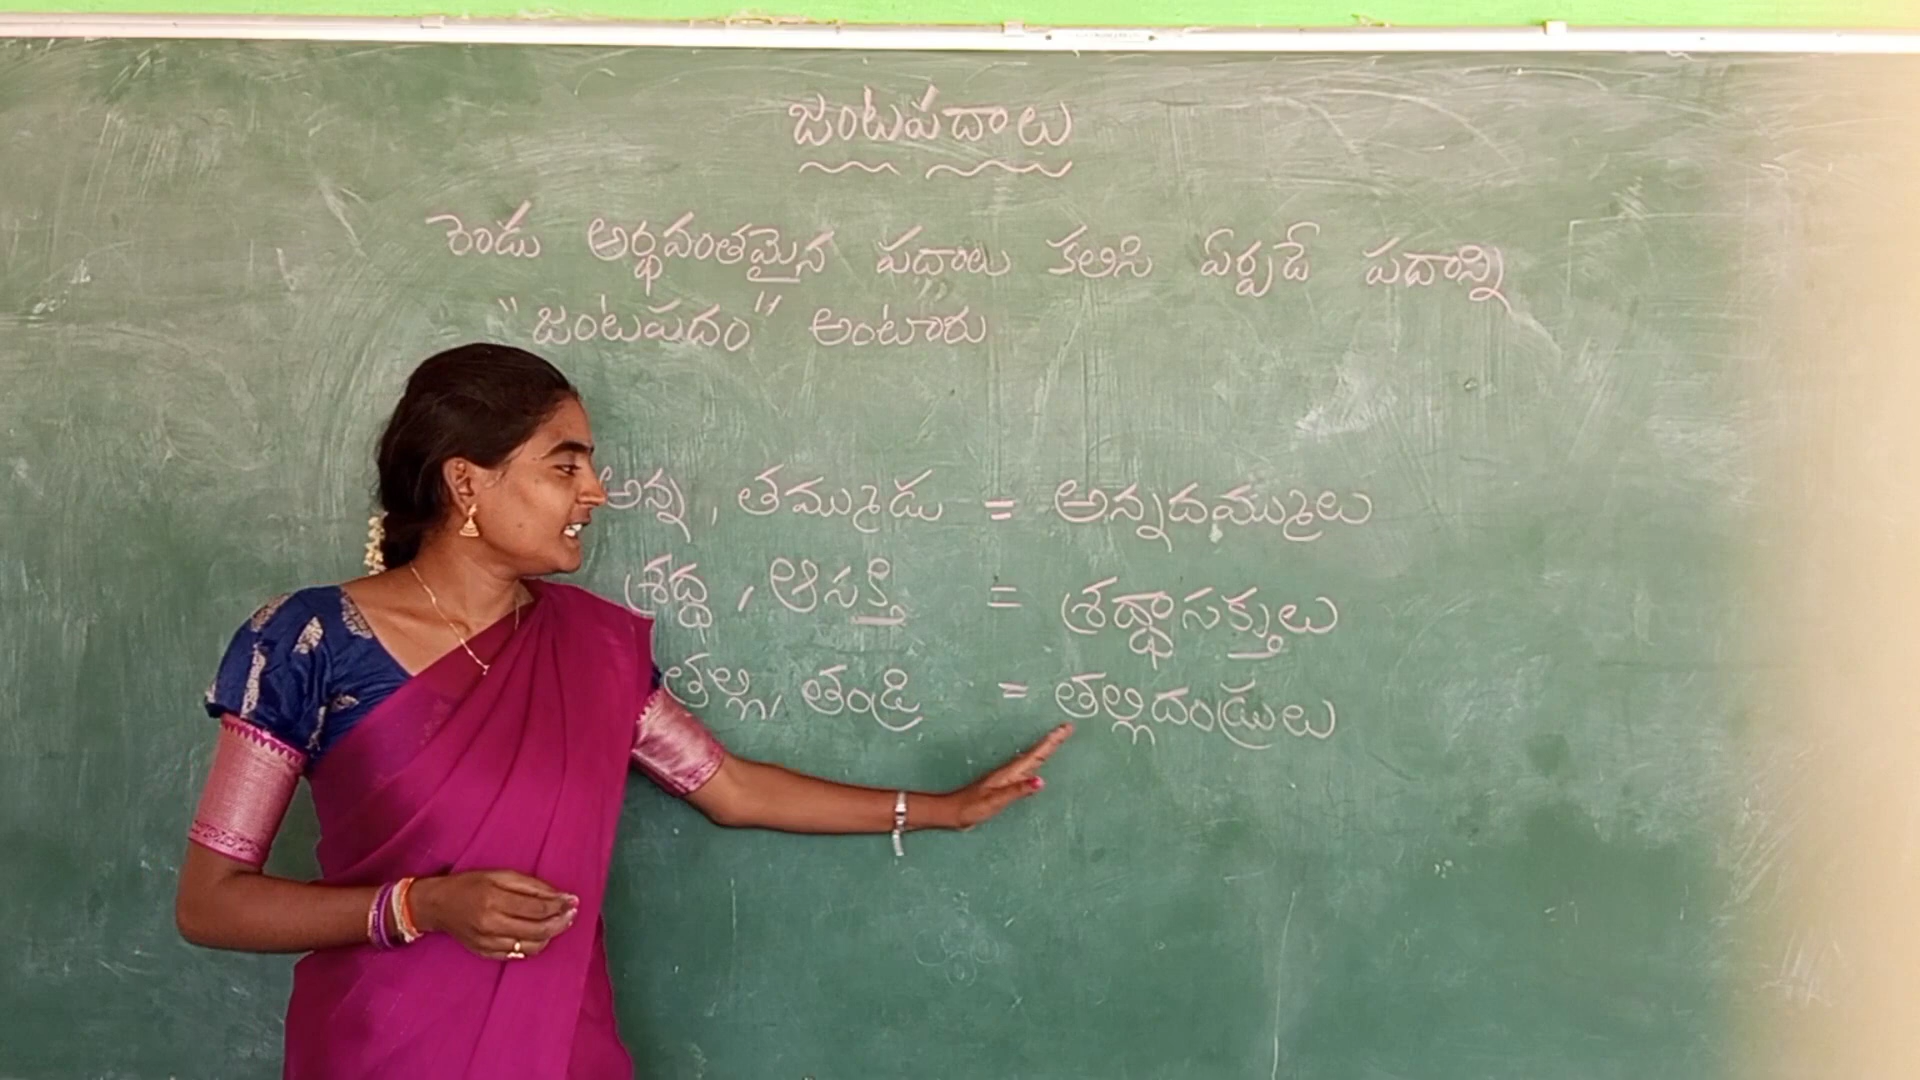 జంటపదాలు
రెండు అర్థవంతమైన పదాలు కలిసి ఏర్పడే పదాన్ని
"జంటపదం" అంటారు
అన్న, తమ్ముడు = అన్నదమ్ములు
శ్రద్ధ, ఆసక్తి = శ్రద్ధాసక్తులు
తల్లి, తండ్రి = తల్లిదండ్రులు